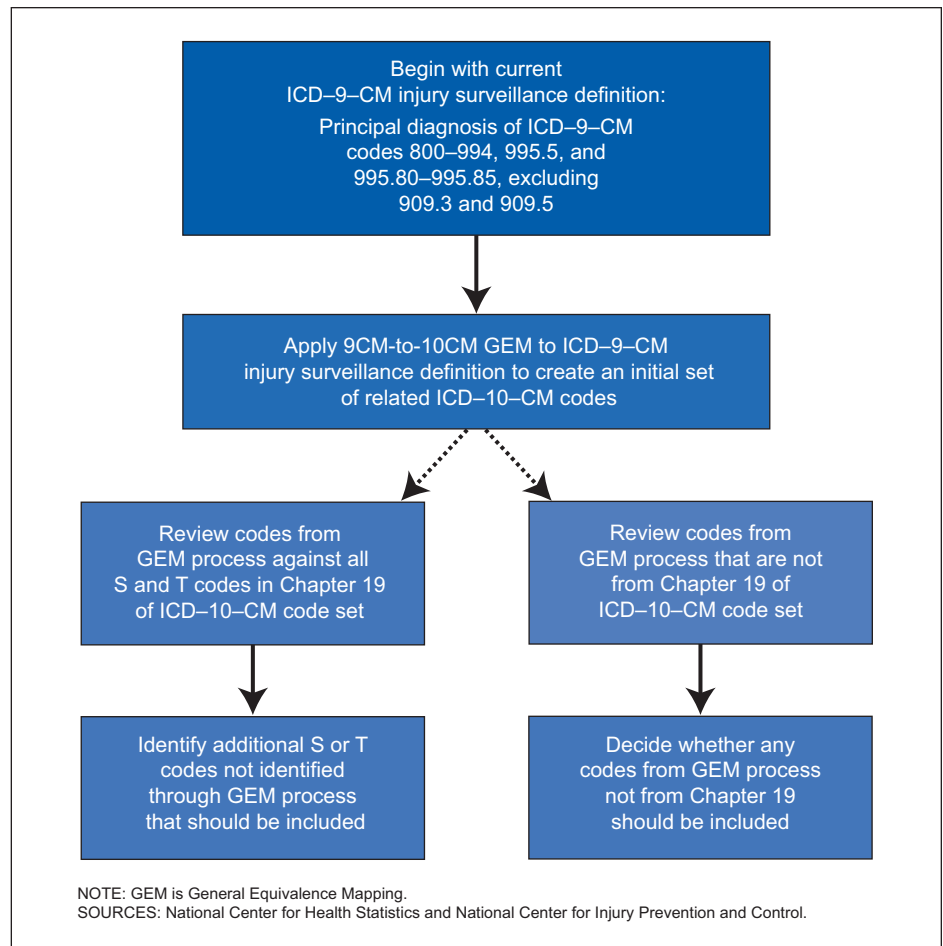 Begin with current
ICD–9–CM injury surveillance definition:
Principal diagnosis of ICD–9–CM
codes 800–994, 995.5, and
995.80–995.85, excluding
909.3 and 909.5
Apply 9CM-to-10CM GEM to ICD–9–CM
injury surveillance definition to create an initial set
of related ICD–10–CM codes
Review codes from
GEM process against all
S and T codes in Chapter 19
of ICD–10–CM code set
Review codes from
GEM process that are not
from Chapter 19 of
ICD–10–CM code set
Identify additional S or T
codes not identified
through GEM process
that should be included
Decide whether any
codes from GEM process
not from Chapter 19
should be included
NOTE: GEM is General Equivalence Mapping.
SOURCES: National Center for Health Statistics and National Center for Injury Prevention and Control.